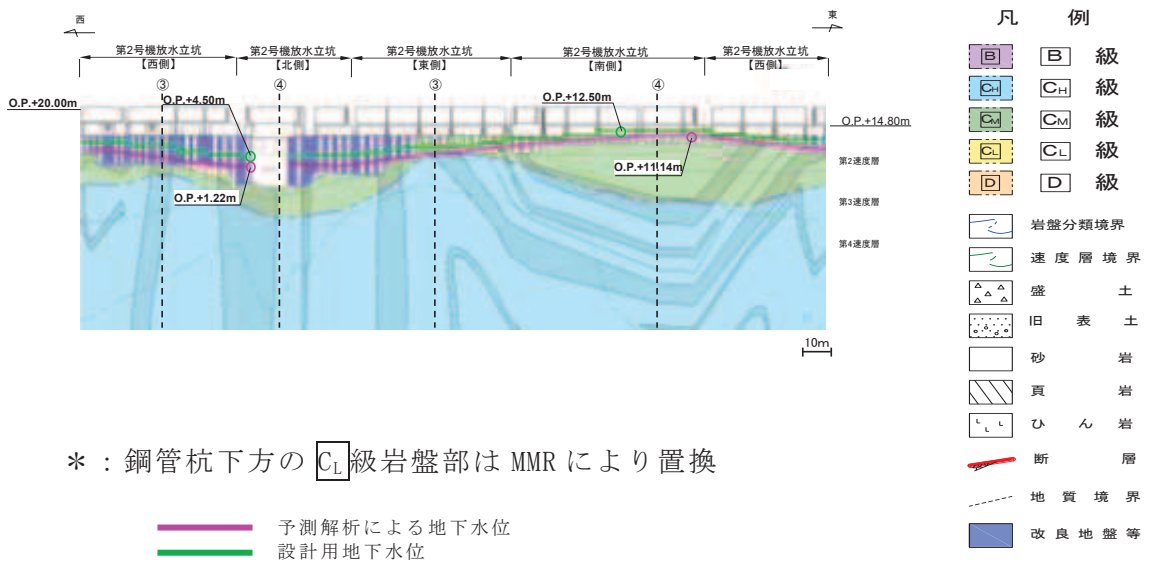 西
東
第2号機放水立坑
【西側】
第2号機放水立坑
【北側】
第2号機放水立坑
【東側】
第2号機放水立坑
【南側】
第2号機放水立坑
【西側】
③
④
③
④
O.P.+20.00m
O.P.+4.50m
O.P.+12.50m
O.P.+14.80m
O.P.+11.14m
O.P.+1.22m
第2速度層
第3速度層
第4速度層
10m
＊：鋼管杭下方の CL級岩盤部は MMR により置換
予測解析による地下水位
設計用地下水位
凡 例
B B 級
CH CH 級
CM CM 級
CL CL 級
D D 級
岩盤分類境界
速度層境界
盛土
旧表土
砂岩
頁岩
ひん岩
断層
地質境界
改良地盤等